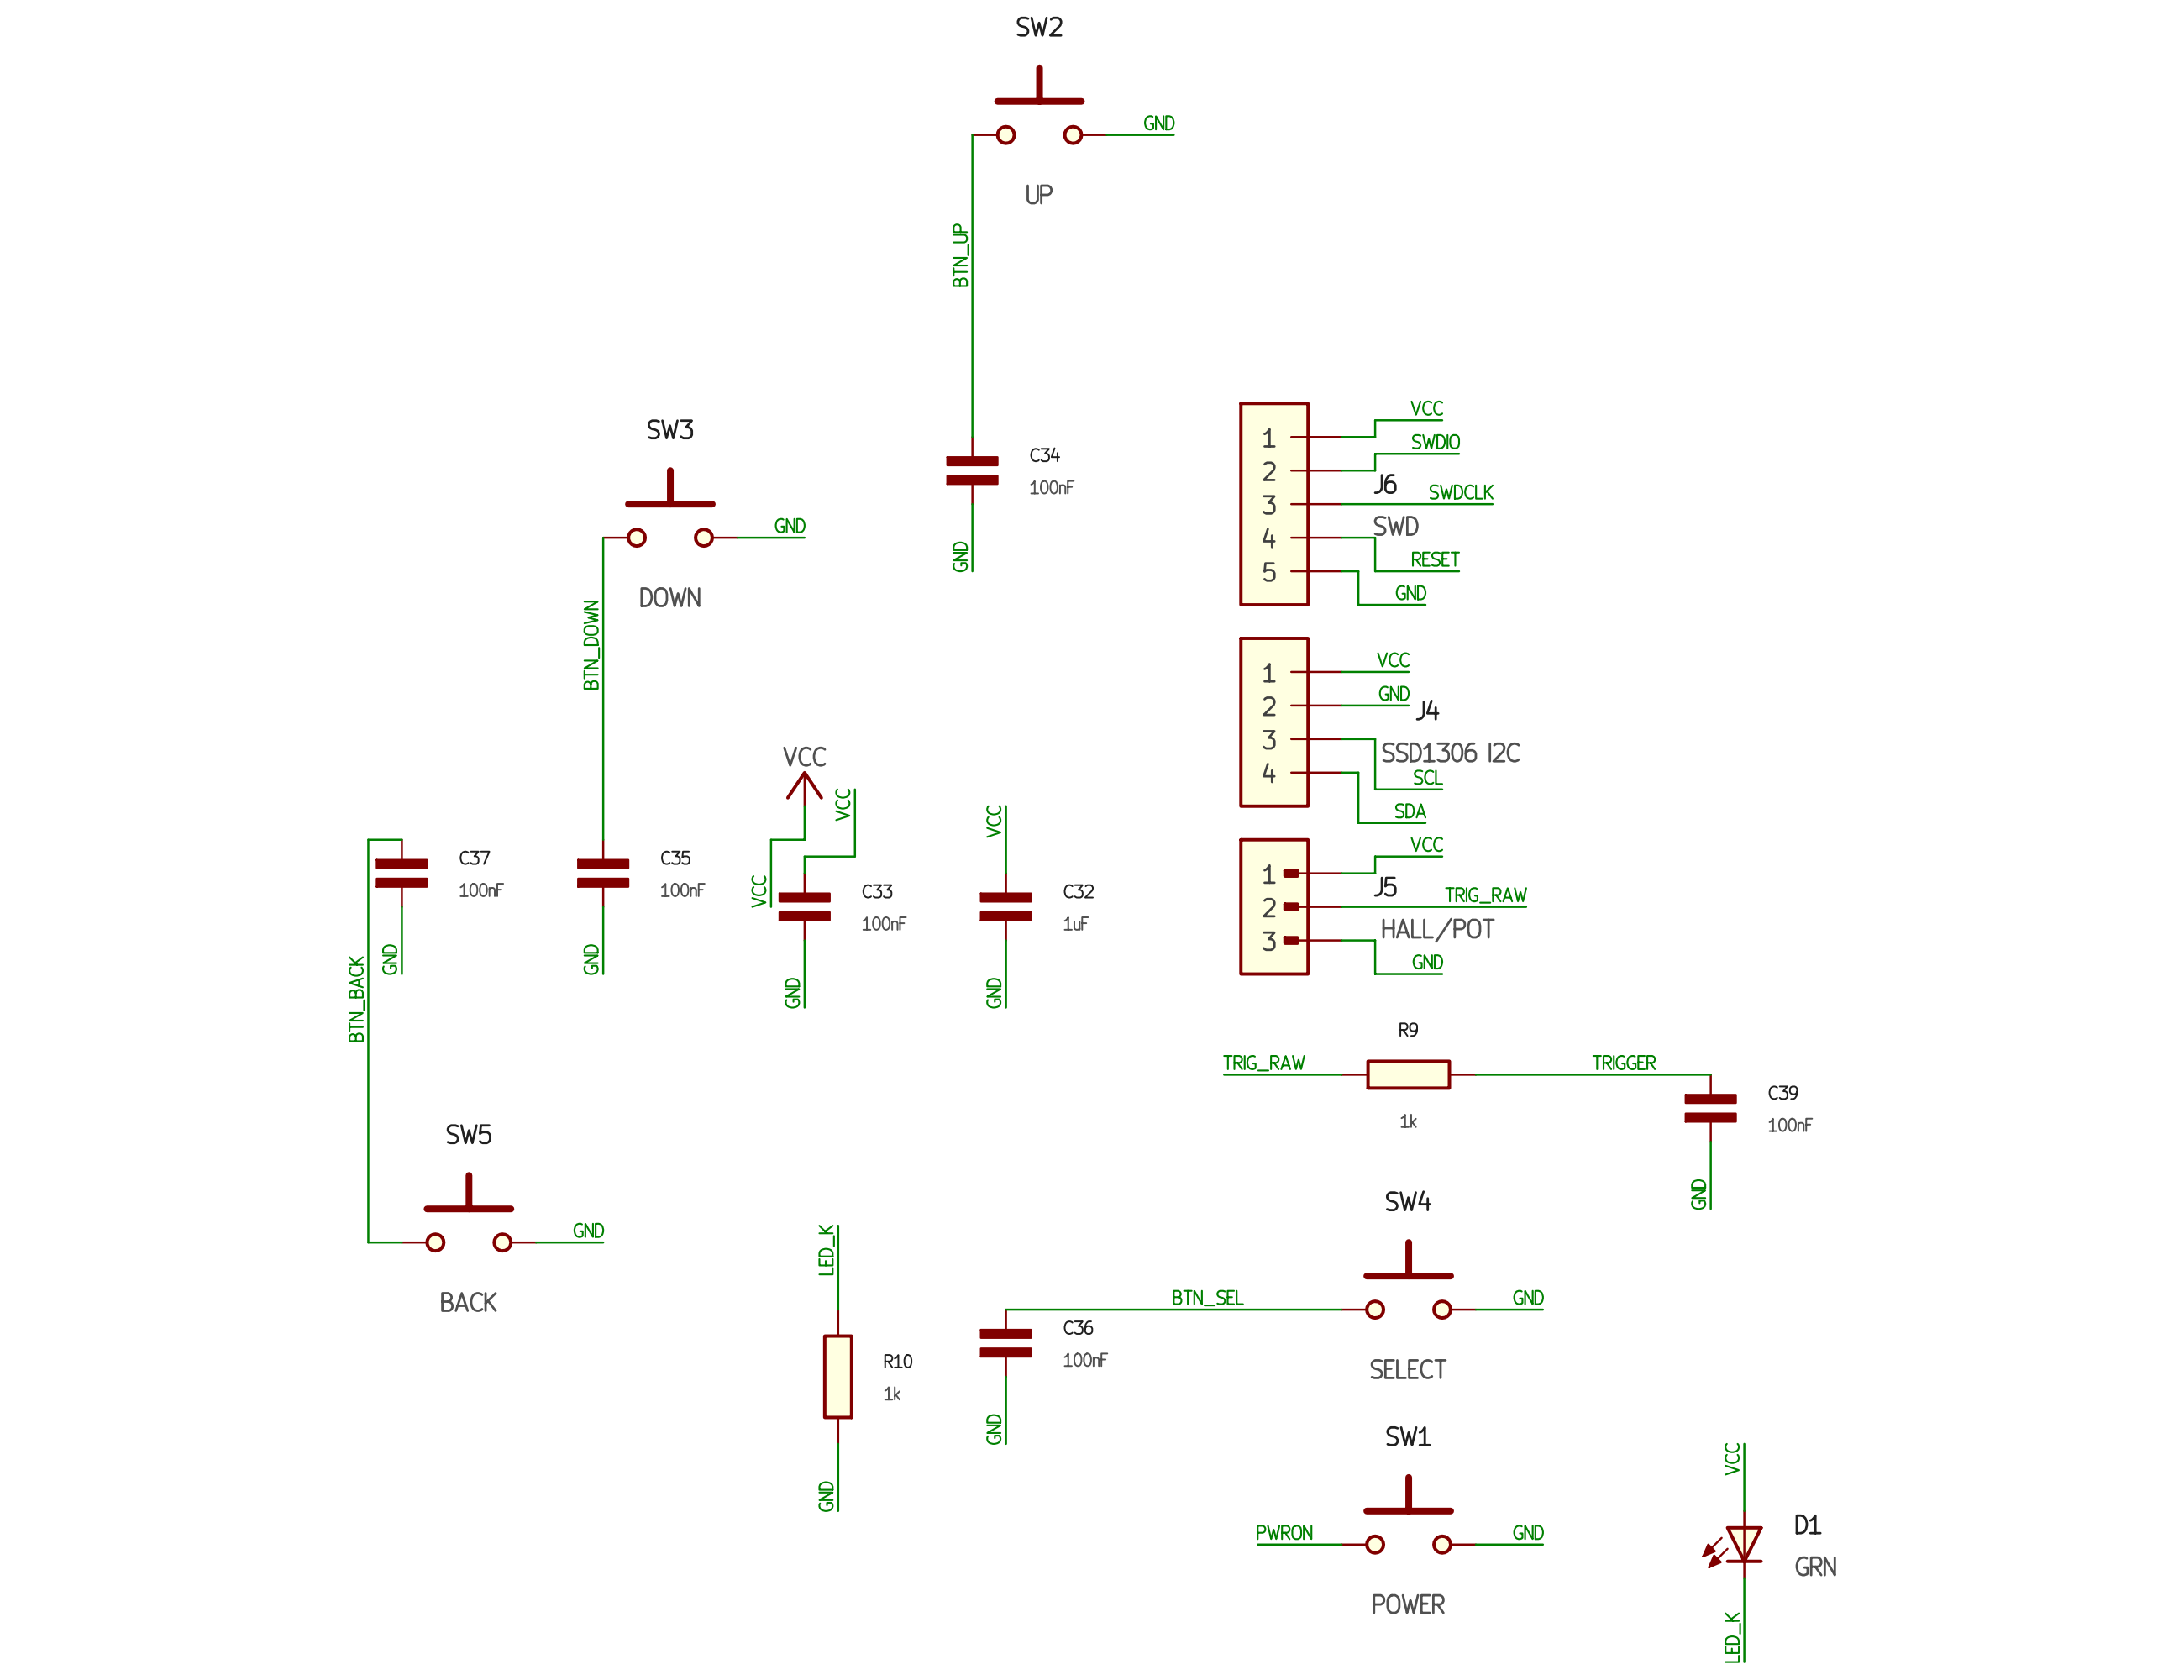 SW2
GND
UP
BTN_UP
C34
100nF
GND
SW3
GND
DOWN
BTN_DOWN
1
2
3
4
5
VCC
SWDIO
J6
SWDCLK
SWD
RESET
GND
1
2
3
4
VCC
GND
J4
SSD1306 I2C
SCL
SDA
1
2
3
VCC
J5
TRIG_RAW
HALL/POT
GND
C37
100nF
GND
BTN_BACK
C35
100nF
GND
VCC
VCC
VCC
C33
100nF
GND
VCC
C32
1uF
GND
R9
TRIG_RAW
TRIGGER
1k
C39
100nF
GND
SW5
GND
BACK
LED_K
R10
1k
GND
SW4
BTN_SEL
GND
SELECT
C36
100nF
GND
SW1
PWRON
GND
POWER
VCC
D1
GRN
LED_K